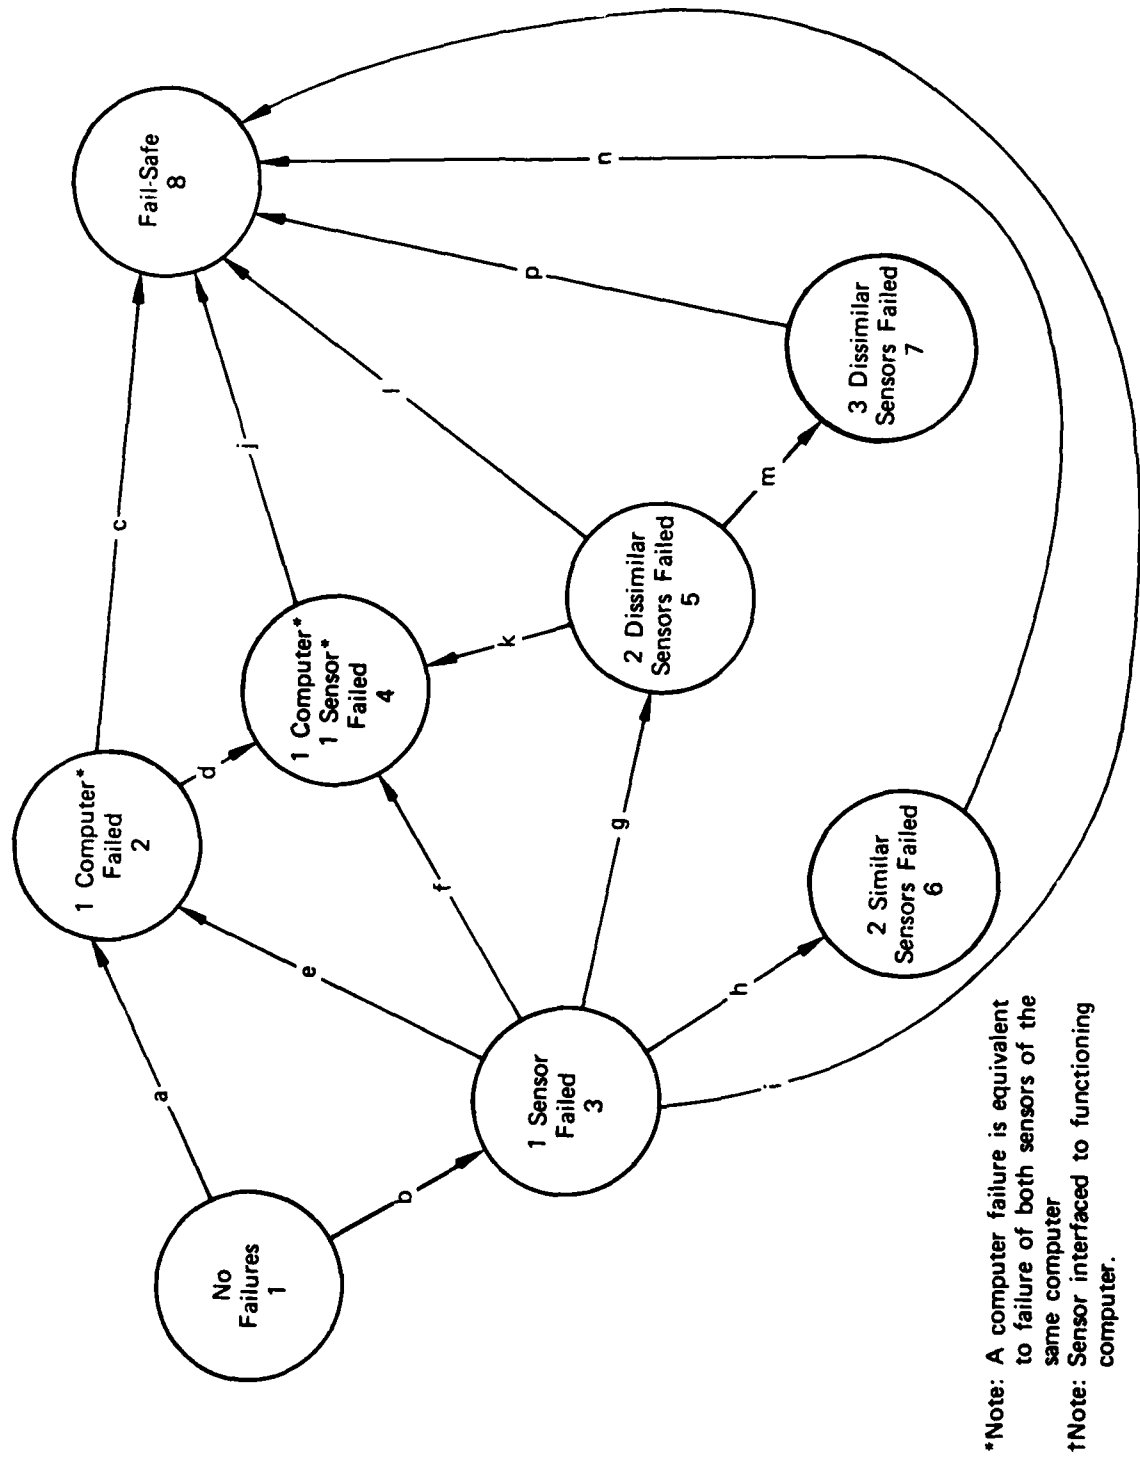 No
Failures
1
a
b
1 Computer*
Failed
2
1 Sensor
Failed
3
c
d
e
f
g
h
i
1 Computer*
1 Sensor*
Failed
4
2 Dissimilar
Sensors Failed
5
2 Similar
Sensors Failed
6
j
k
l
m
n
p
3 Dissimilar
Sensors Failed
7
Fail-Safe
8
*Note: A computer failure is equivalent
to failure of both sensors of the
same computer
†Note: Sensor interfaced to functioning
computer.